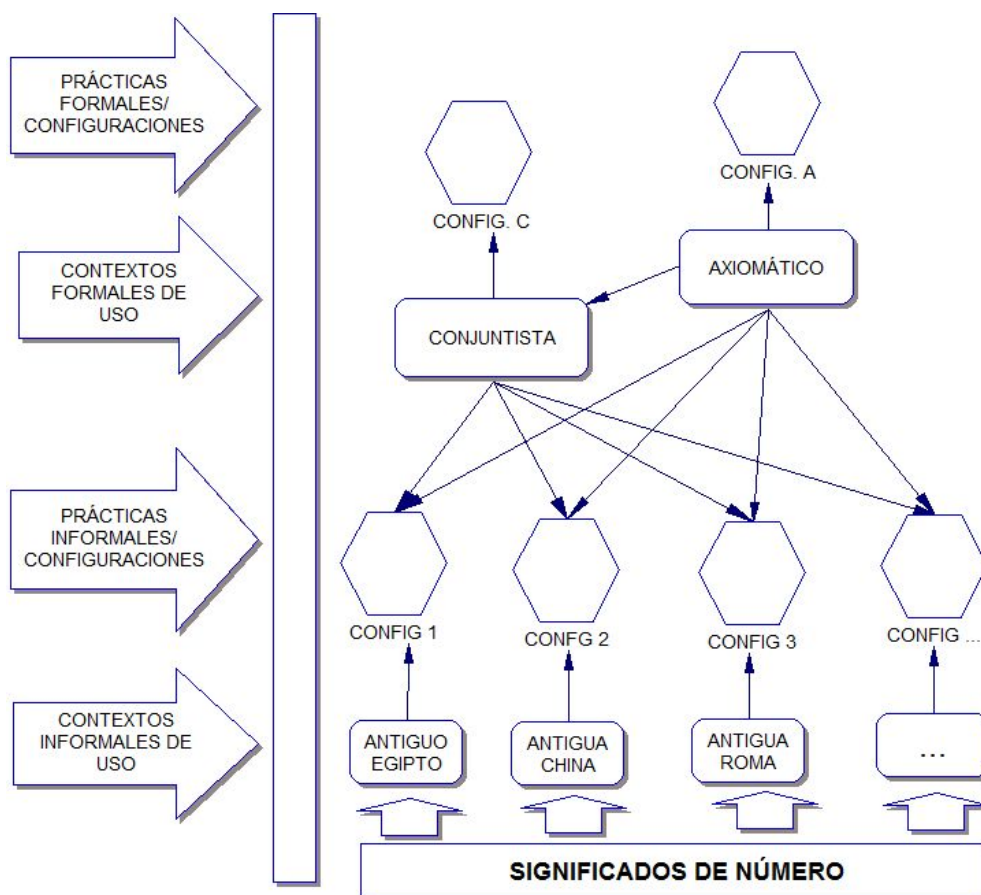 PRÁCTICAS
FORMALES/
CONFIGURACIONES
CONFIG. A
CONFIG. C
CONTEXTOS
FORMALES DE
USO
AXIOMÁTICO
CONJUNTISTA
PRÁCTICAS
INFORMALES/
CONFIGURACIONES
CONFIG 1
CONFG 2
CONFIG 3
CONFIG ...
CONTEXTOS
INFORMALES DE
USO
ANTIGUO
EGIPTO
ANTIGUA
CHINA
ANTIGUA
ROMA
...
SIGNIFICADOS DE NÚMERO